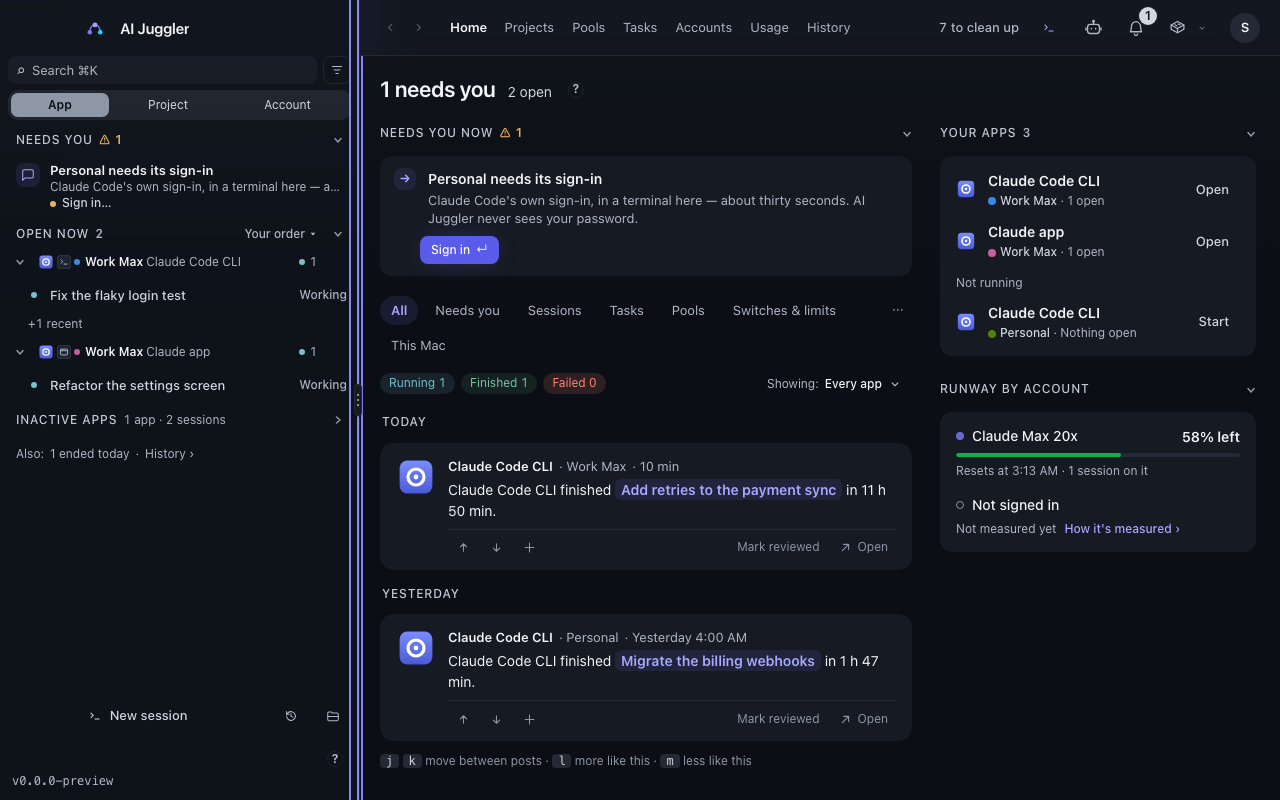 AI Juggler
Search ⌘K
App Project Account
NEEDS YOU 1
Personal needs its sign-in
Claude Code's own sign-in, in a terminal here — a...
Sign in...
OPEN NOW 2 Your order
Work Max Claude Code CLI 1
Fix the flaky login test Working
+1 recent
Work Max Claude app 1
Refactor the settings screen Working
INACTIVE APPS 1 app · 2 sessions
Also: 1 ended today · History ›
New session
?
v0.0.0-preview
Home Projects Pools Tasks Accounts Usage History 7 to clean up 1 S
1 needs you 2 open ?
NEEDS YOU NOW 1
Personal needs its sign-in
Claude Code's own sign-in, in a terminal here — about thirty seconds. AI
Juggler never sees your password.
Sign in ↵
All Needs you Sessions Tasks Pools Switches & limits ...
This Mac
Running 1 Finished 1 Failed 0 Showing: Every app
TODAY
Claude Code CLI · Work Max · 10 min
Claude Code CLI finished Add retries to the payment sync in 11 h
50 min.
Mark reviewed Open
YESTERDAY
Claude Code CLI · Personal · Yesterday 4:00 AM
Claude Code CLI finished Migrate the billing webhooks in 1 h 47
min.
Mark reviewed Open
j k move between posts · l more like this · m less like this
YOUR APPS 3
Claude Code CLI
Work Max · 1 open
Open
Claude app
Work Max · 1 open
Open
Not running
Claude Code CLI
Personal · Nothing open
Start
RUNWAY BY ACCOUNT
Claude Max 20x 58% left
Resets at 3:13 AM · 1 session on it
Not signed in
Not measured yet How it's measured ›